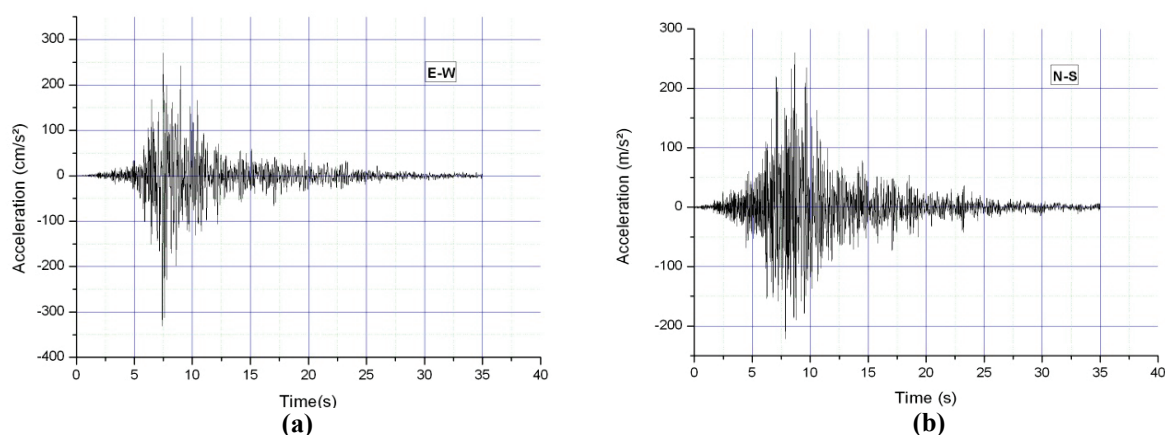 300
200
100
0
-100
-200
-300
-400
Acceleration (cm/s²)
E-W
0 5 10 15 20 25 30 35 40
Time(s)
(a)
300
200
100
0
-100
-200
Acceleration (m/s²)
N-S
0 5 10 15 20 25 30 35 40
Time (s)
(b)